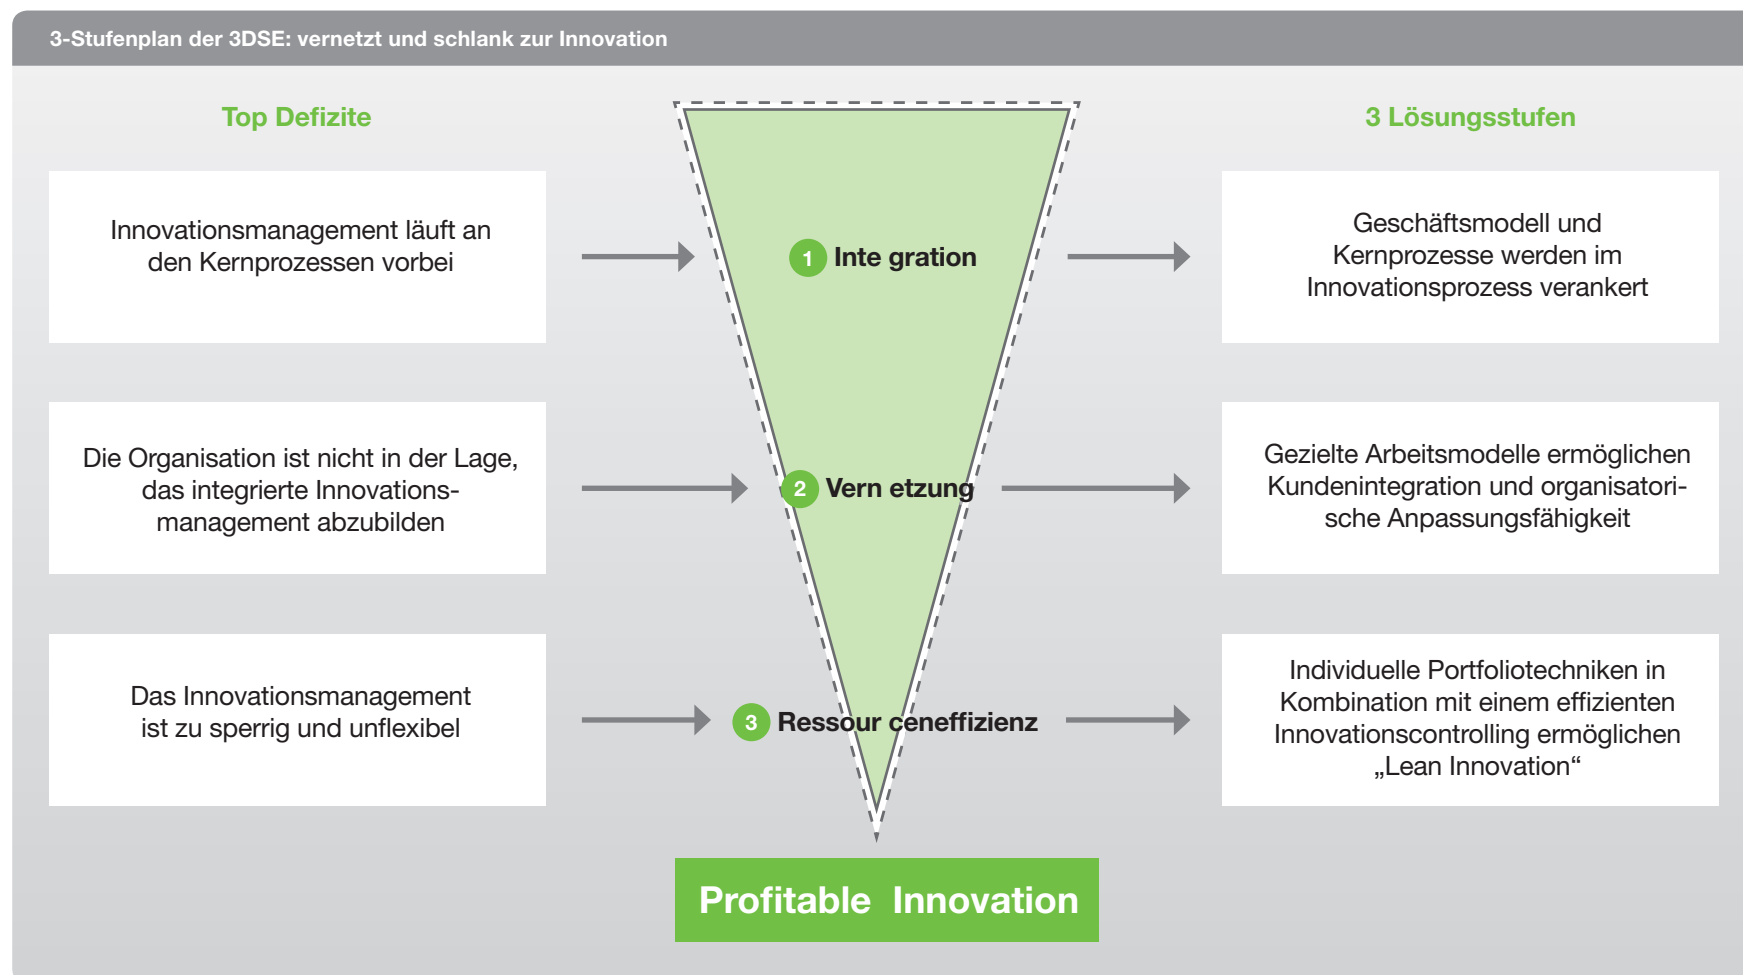 3-Stufenplan der 3DSE: vernetzt und schlank zur Innovation
Top Defizite
3 Lösungsstufen
Innovationsmanagement läuft an
den Kernprozessen vorbei
1 Inte gration
Geschäftsmodell und
Kernprozesse werden im
Innovationsprozess verankert
Die Organisation ist nicht in der Lage,
das integrierte Innovations-
management abzubilden
2 Vern etzung
Gezielte Arbeitsmodelle ermöglichen
Kundenintegration und organisatori-
sche Anpassungsfähigkeit
Das Innovationsmanagement
ist zu sperrig und unflexibel
3 Ressour ceneffizienz
Individuelle Portfoliotechniken in
Kombination mit einem effizienten
Innovationscontrolling ermöglichen
„Lean Innovation“
Profitable Innovation